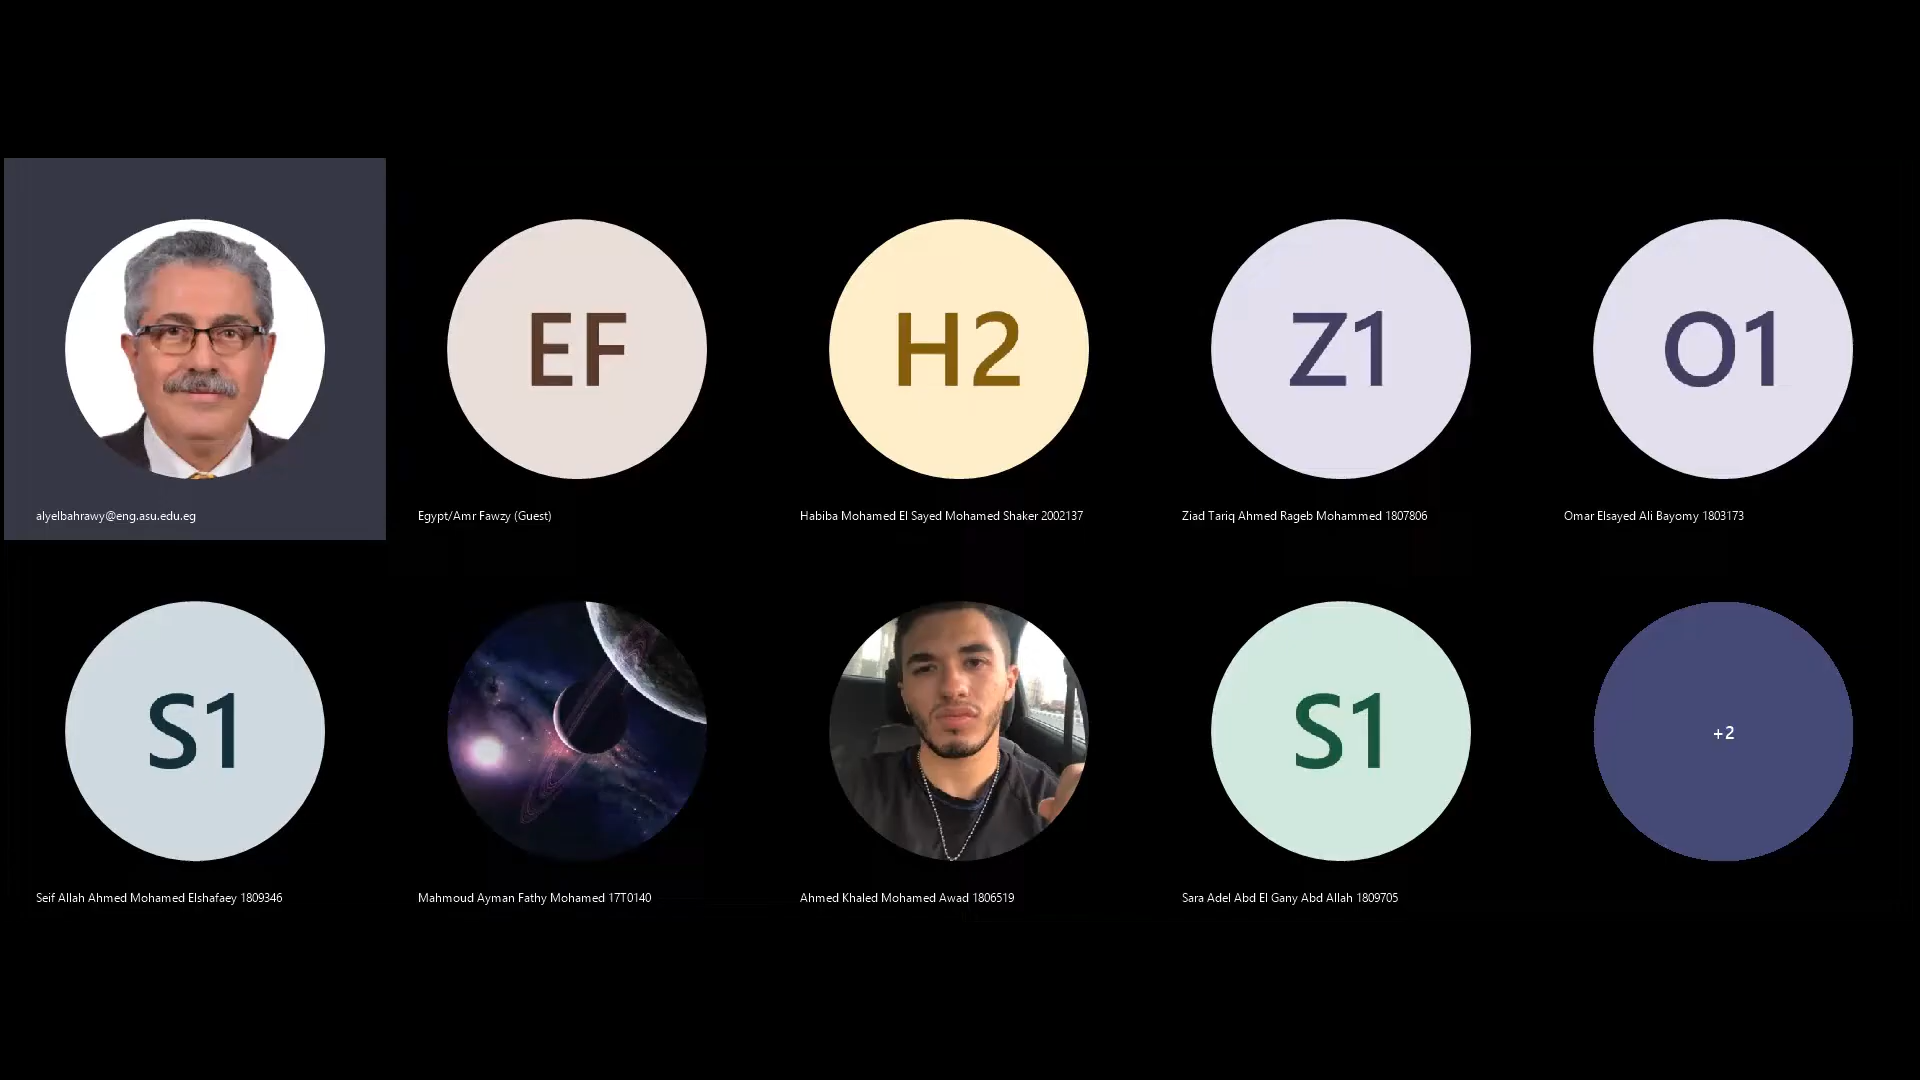 EF
H2
Z1
O1
alyelbahrawy@eng.asu.edu.eg
Egypt/Amr Fawzy (Guest)
Habiba Mohamed El Sayed Mohamed Shaker 2002137
Ziad Tariq Ahmed Rageb Mohammed 1807806
Omar Elsayed Ali Bayomy 1803173
S1
S1
+2
Seif Allah Ahmed Mohamed Elshafaey 1809346
Mahmoud Ayman Fathy Mohamed 17T0140
Ahmed Khaled Mohamed Awad 1806519
Sara Adel Abd El Gany Abd Allah 1809705